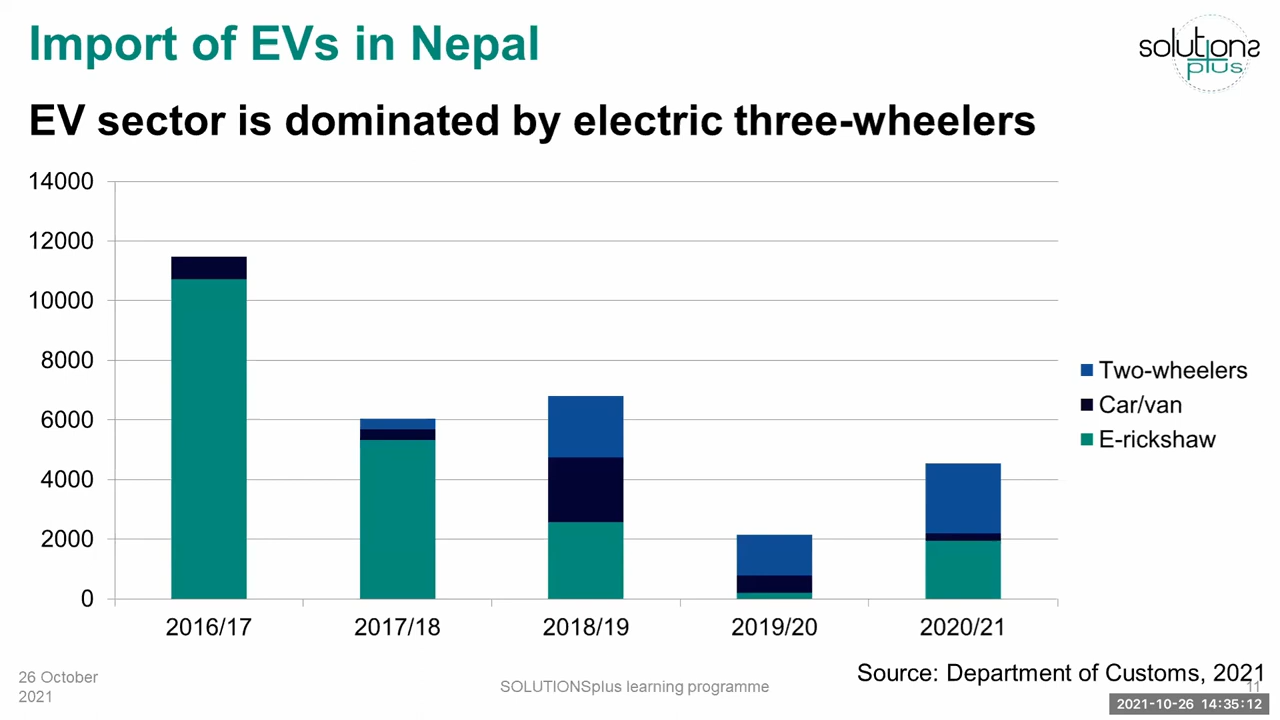 Import of EVs in Nepal
solutions
plus
EV sector is dominated by electric three-wheelers
14000
12000
10000
8000
6000
4000
2000
0
2016/17
2017/18
2018/19
2019/20
2020/21
Two-wheelers
Car/van
E-rickshaw
Source: Department of Customs, 2021
26 October
2021
SOLUTIONSplus learning programme
11
2021-10-26 14:35:12